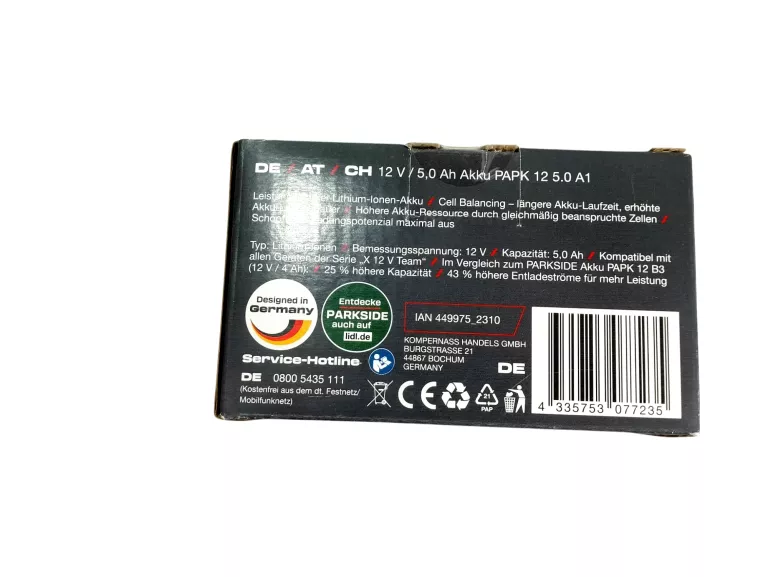 DE / AT / CH 12 V / 5,0 Ah Akku PAPK 12 5.0 A1
Lithium-Ionen-Akku / Cell Balancing – längere Akku-Laufzeit, erhöhte
/ Höhere Akku-Ressource durch gleichmäßig beanspruchte Zellen /
maximal aus
Typ: Lithium-Ionen / Bemessungsspannung: 12 V / Kapazität: 5,0 Ah / Kompatibel mit
allen Geräten der Serie „X 12 V Team“ / Im Vergleich zum PARKSIDE Akku PAPK 12 B3
(12 V / 4 Ah): / 25 % höhere Kapazität / 43 % höhere Entladeströme für mehr Leistung
Designed in
Germany
Entdecke
PARKSIDE
auch auf
lidl.de
IAN 449975_2310
KOMPERNASS HANDELS GMBH
BURGSTRASSE 21
44867 BOCHUM
GERMANY
DE
Service-Hotline
DE 0800 5435 111
(Kostenfrei aus dem dt. Festnetz/
Mobilfunknetz)
CE
21
PAP
4 335753 077235